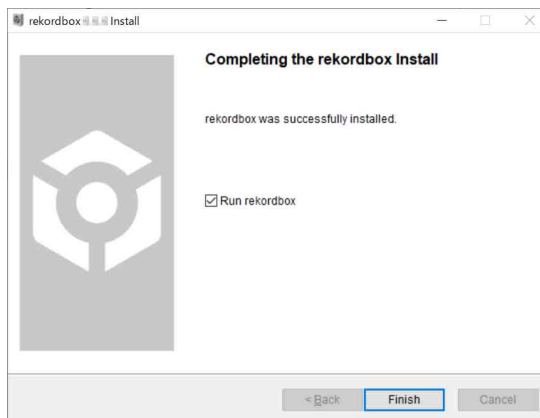 rekordbox Install
Completing the rekordbox Install
rekordbox was successfully installed.
Run rekordbox
< Back
Finish
Cancel